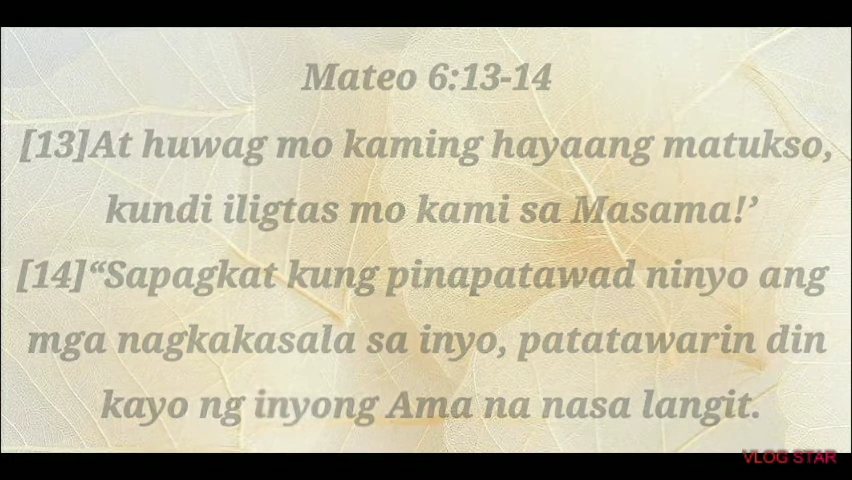 Mateo 6:13-14
[13]At huwag mo kaming hayaang matukso,
kundi iligtas mo kami sa Masama!’
[14]“Sapagkat kung pinapatawad ninyo ang
mga nagkakasala sa inyo, patatawarin din
kayo ng inyong Ama na nasa langit.
VLOG STAR